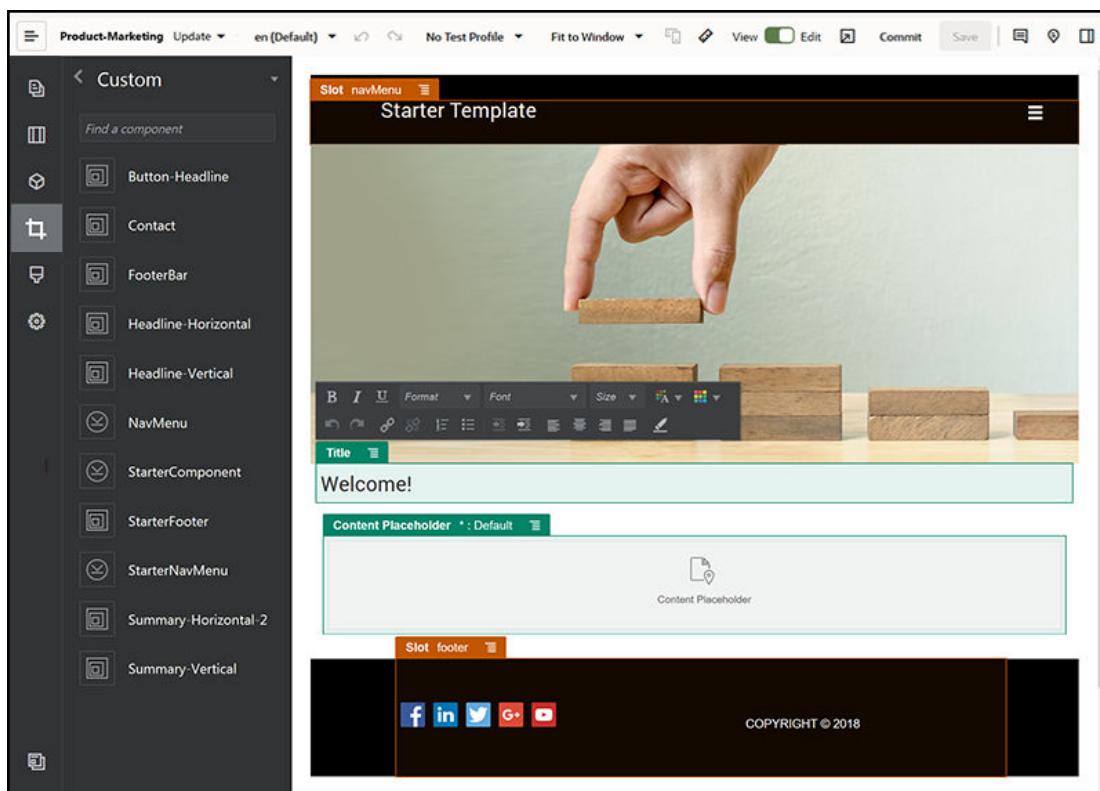 Product-Marketing Update en (Default) No Test Profile Fit to Window View Edit Commit Save
Custom
Find a component
Button-Headline
Contact
FooterBar
Headline-Horizontal
Headline-Vertical
NavMenu
StarterComponent
StarterFooter
StarterNavMenu
Summary-Horizontal-2
Summary-Vertical
Slot navMenu
Starter Template
B I U Format Font Size A
Title
Welcome!
Content Placeholder * : Default
Content Placeholder
Slot footer
f in G+
COPYRIGHT © 2018